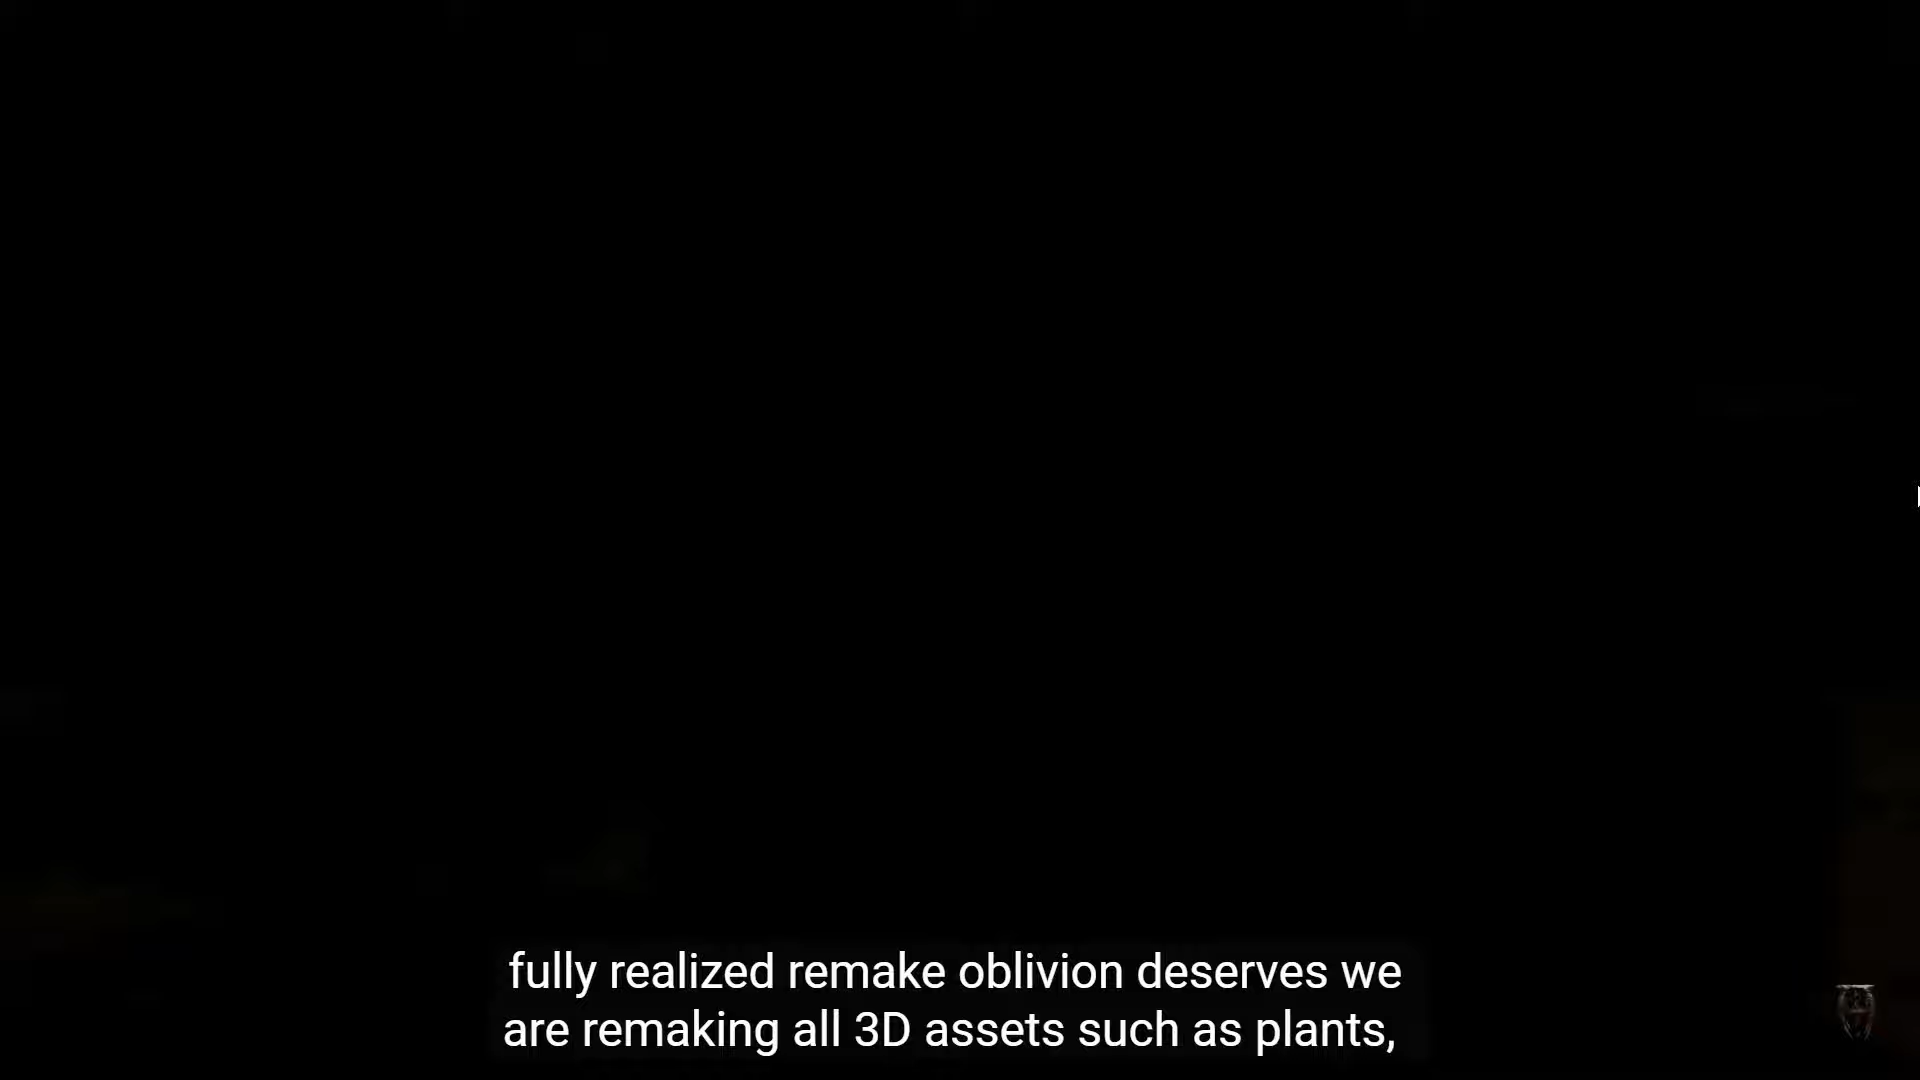 fully realized remake oblivion deserves we
are remaking all 3D assets such as plants,